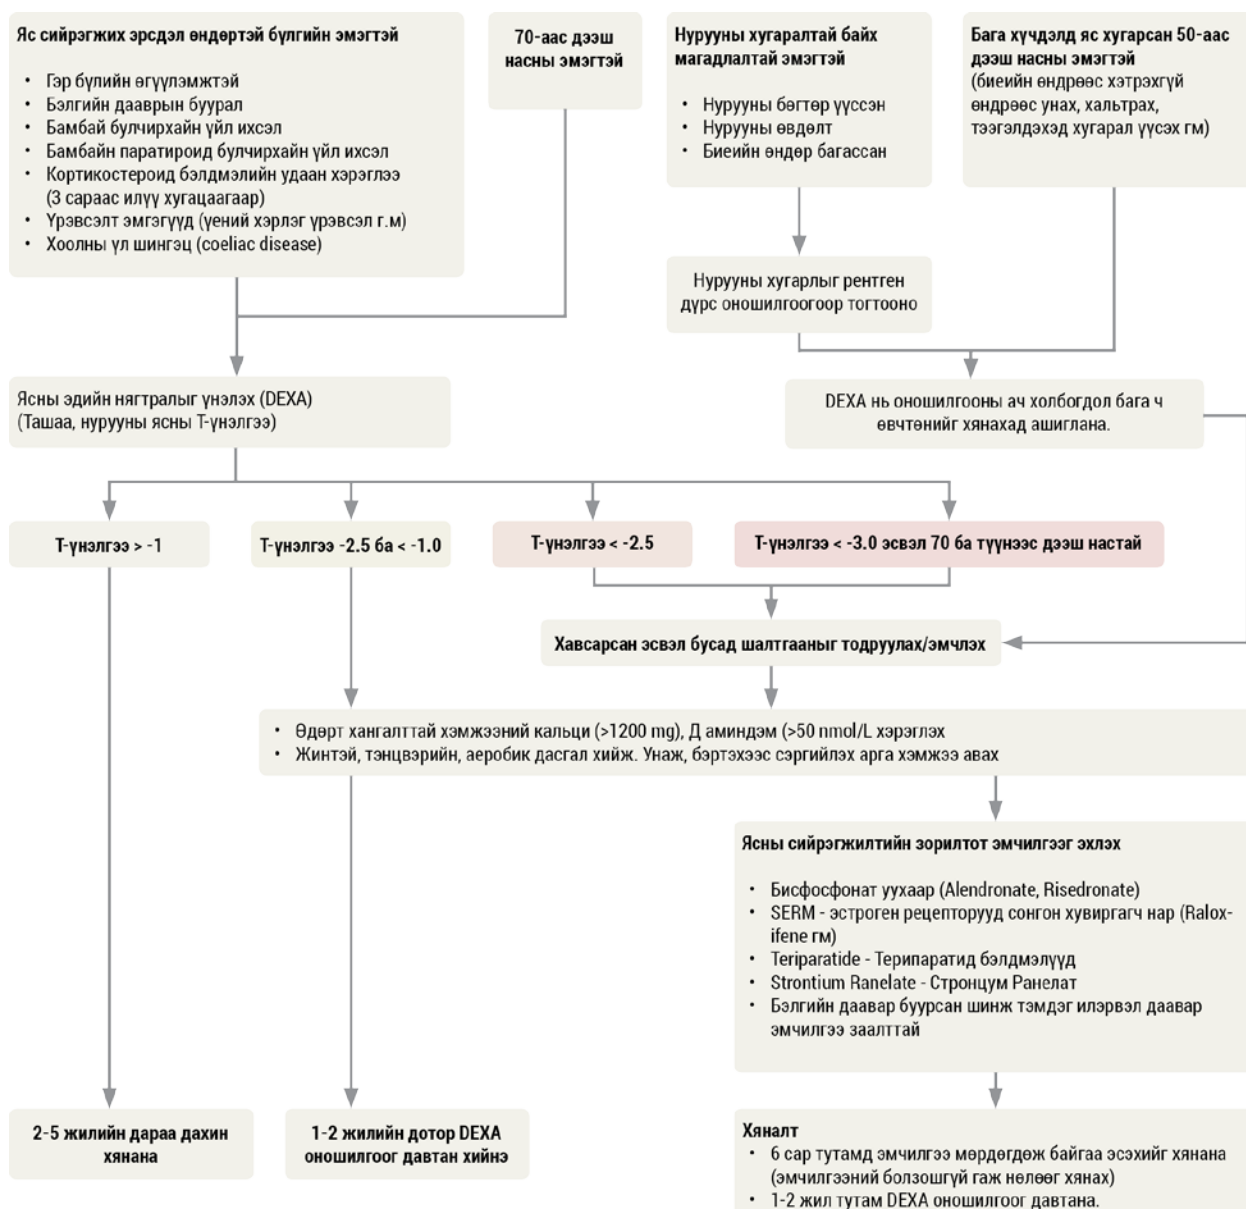 Яс сийрэгжих эрсдэл өндөртэй бүлгийн эмэгтэй
• Гэр бүлийн өгүүлэмжтэй
• Бэлгийн дааврын буурал
• Бамбай булчирхайн үйл ихсэл
• Бамбайн паратироид булчирхайн үйл ихсэл
• Кортикостероид бэлдмэлийн удаан хэрэглээ
(3 сараас илүү хугацаагаар)
• Үрэвсэлт эмгэгүүд (үений хэрлэг үрэвсэл г.м)
• Хоолны үл шингэц (coeliac disease)
70-аас дээш
насны эмэгтэй
Нурууны хугаралтай байх
магадлалтай эмэгтэй
• Нурууны бөгтөр үүссэн
• Нурууны өвдөлт
• Биеийн өндөр багассан
Бага хүчдэлд яс хугарсан 50-аас
дээш насны эмэгтэй
(биеийн өндрөөс хэтрэхгүй
өндрөөс унах, хальтрах,
тээгэлдэхэд хугарал үүсэх гм)
Нурууны хугарлыг рентген
дүрс оношилгоогоор тогтооно
Ясны эдийн нягтралыг үнэлэх (DEXA)
(Ташаа, нурууны ясны Т-үнэлгээ)
DEXA нь оношилгооны ач холбогдол бага ч
өвчтөнийг хянахад ашиглана.
Т-үнэлгээ > -1
Т-үнэлгээ -2.5 ба < -1.0
Т-үнэлгээ < -2.5
Т-үнэлгээ < -3.0 эсвэл 70 ба түүнээс дээш настай
Хавсарсан эсвэл бусад шалтгааныг тодруулах/эмчлэх
• Өдөрт хангалттай хэмжээний кальци (>1200 mg), Д аминдэм (>50 nmol/L хэрэглэх
• Жинтэй, тэнцвэрийн, аеробик дасгал хийж. Унаж, бэртэхээс сэргийлэх арга хэмжээ авах
Ясны сийрэгжилтийн зорилтот эмчилгээг эхлэх
• Бисфосфонат уухаар (Alendronate, Risedronate)
• SERM - эстроген рецепторууд сонгон хувиргагч нар (Ralox-
ifene гм)
• Teriparatide - Терипаратид бэлдмэлүүд
• Strontium Ranelate - Стронцум Ранелат
• Бэлгийн даавар буурсан шинж тэмдэг илэрвэл даавар
эмчилгээ заалттай
2-5 жилийн дараа дахин
хянана
1-2 жилийн дотор DEXA
оношилгоог давтан хийнэ
Хяналт
• 6 сар тутамд эмчилгээ мөрдөгдөж байгаа эсэхийг хянана
(эмчилгээний болзошгүй гаж нөлөөг хянах)
• 1-2 жил тутам DEXA оношилгоог давтана.